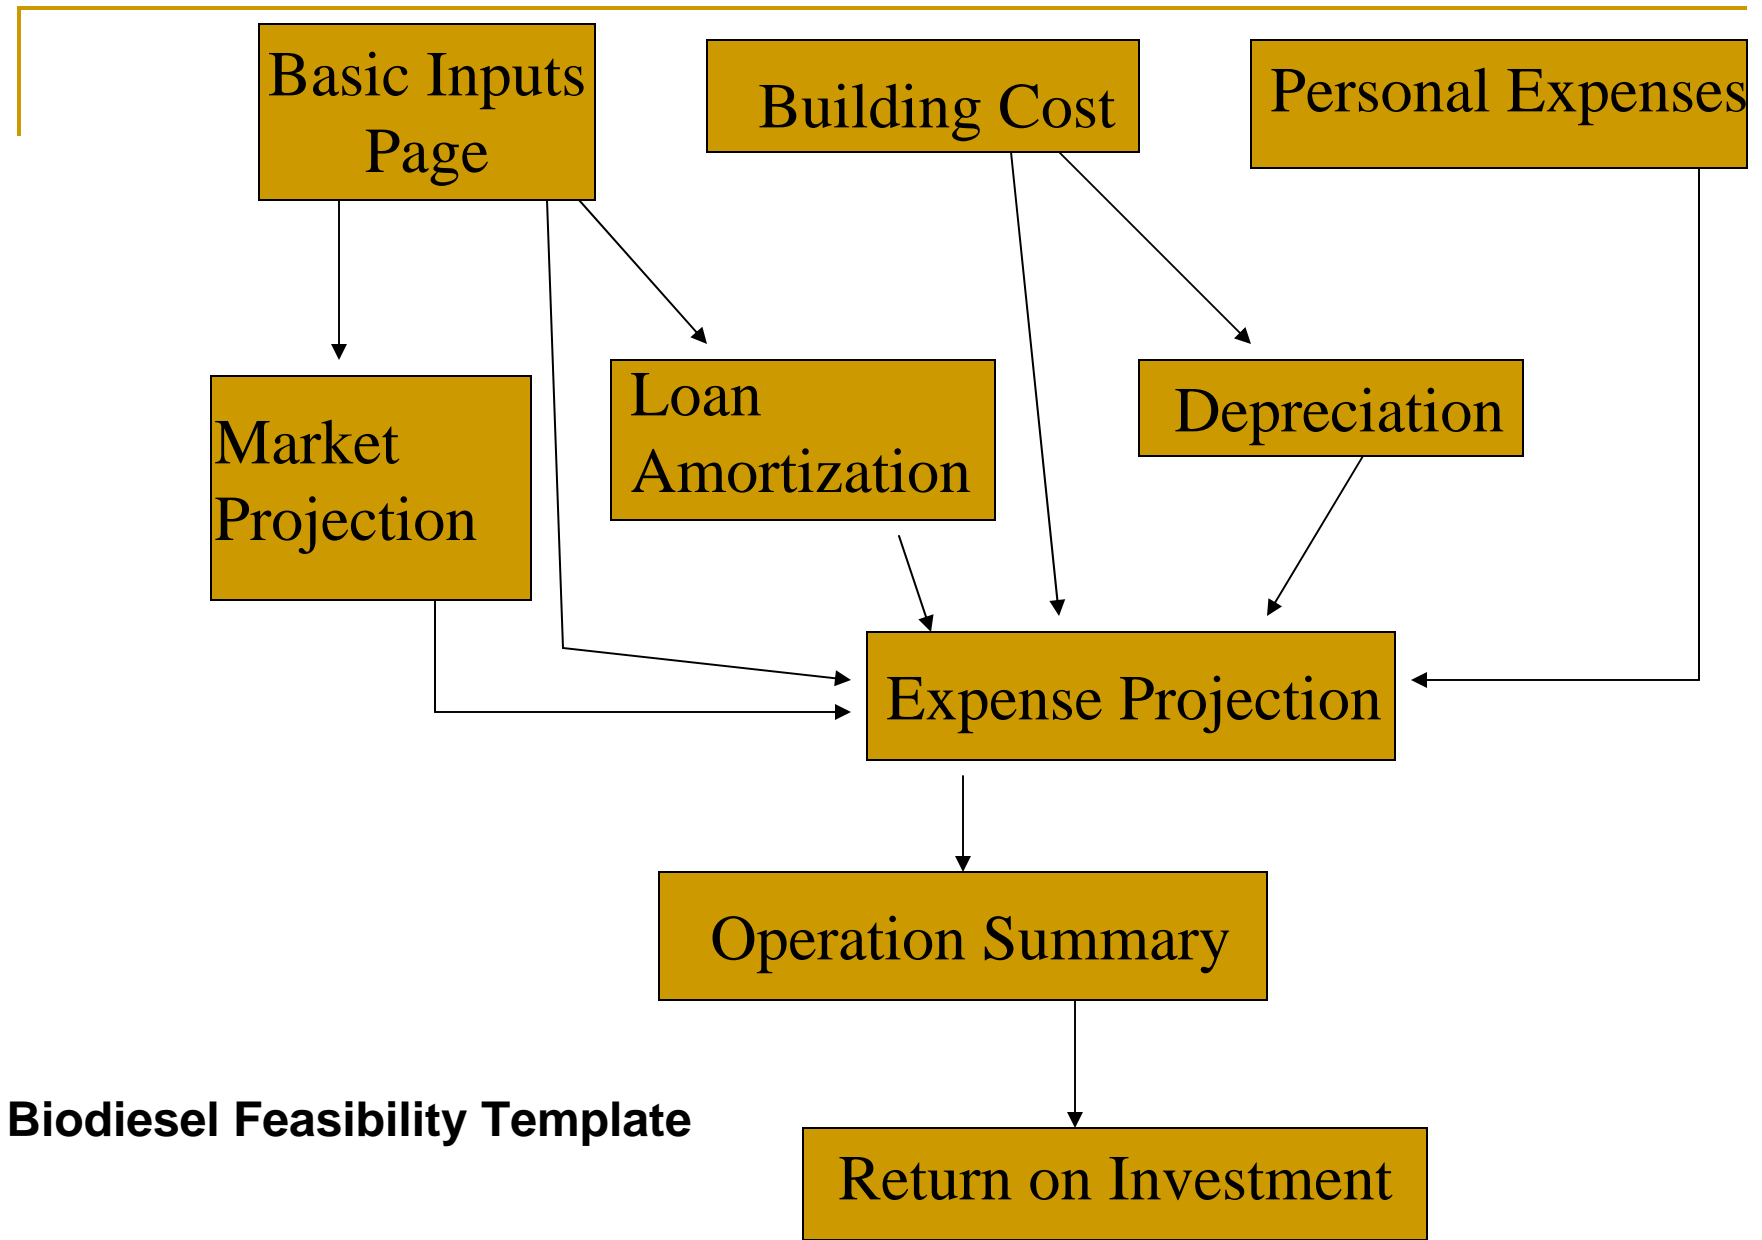 Basic Inputs
Page
Building Cost
Personal Expenses
Market
Projection
Loan
Amortization
Depreciation
Expense Projection
Operation Summary
Biodiesel Feasibility Template
Return on Investment